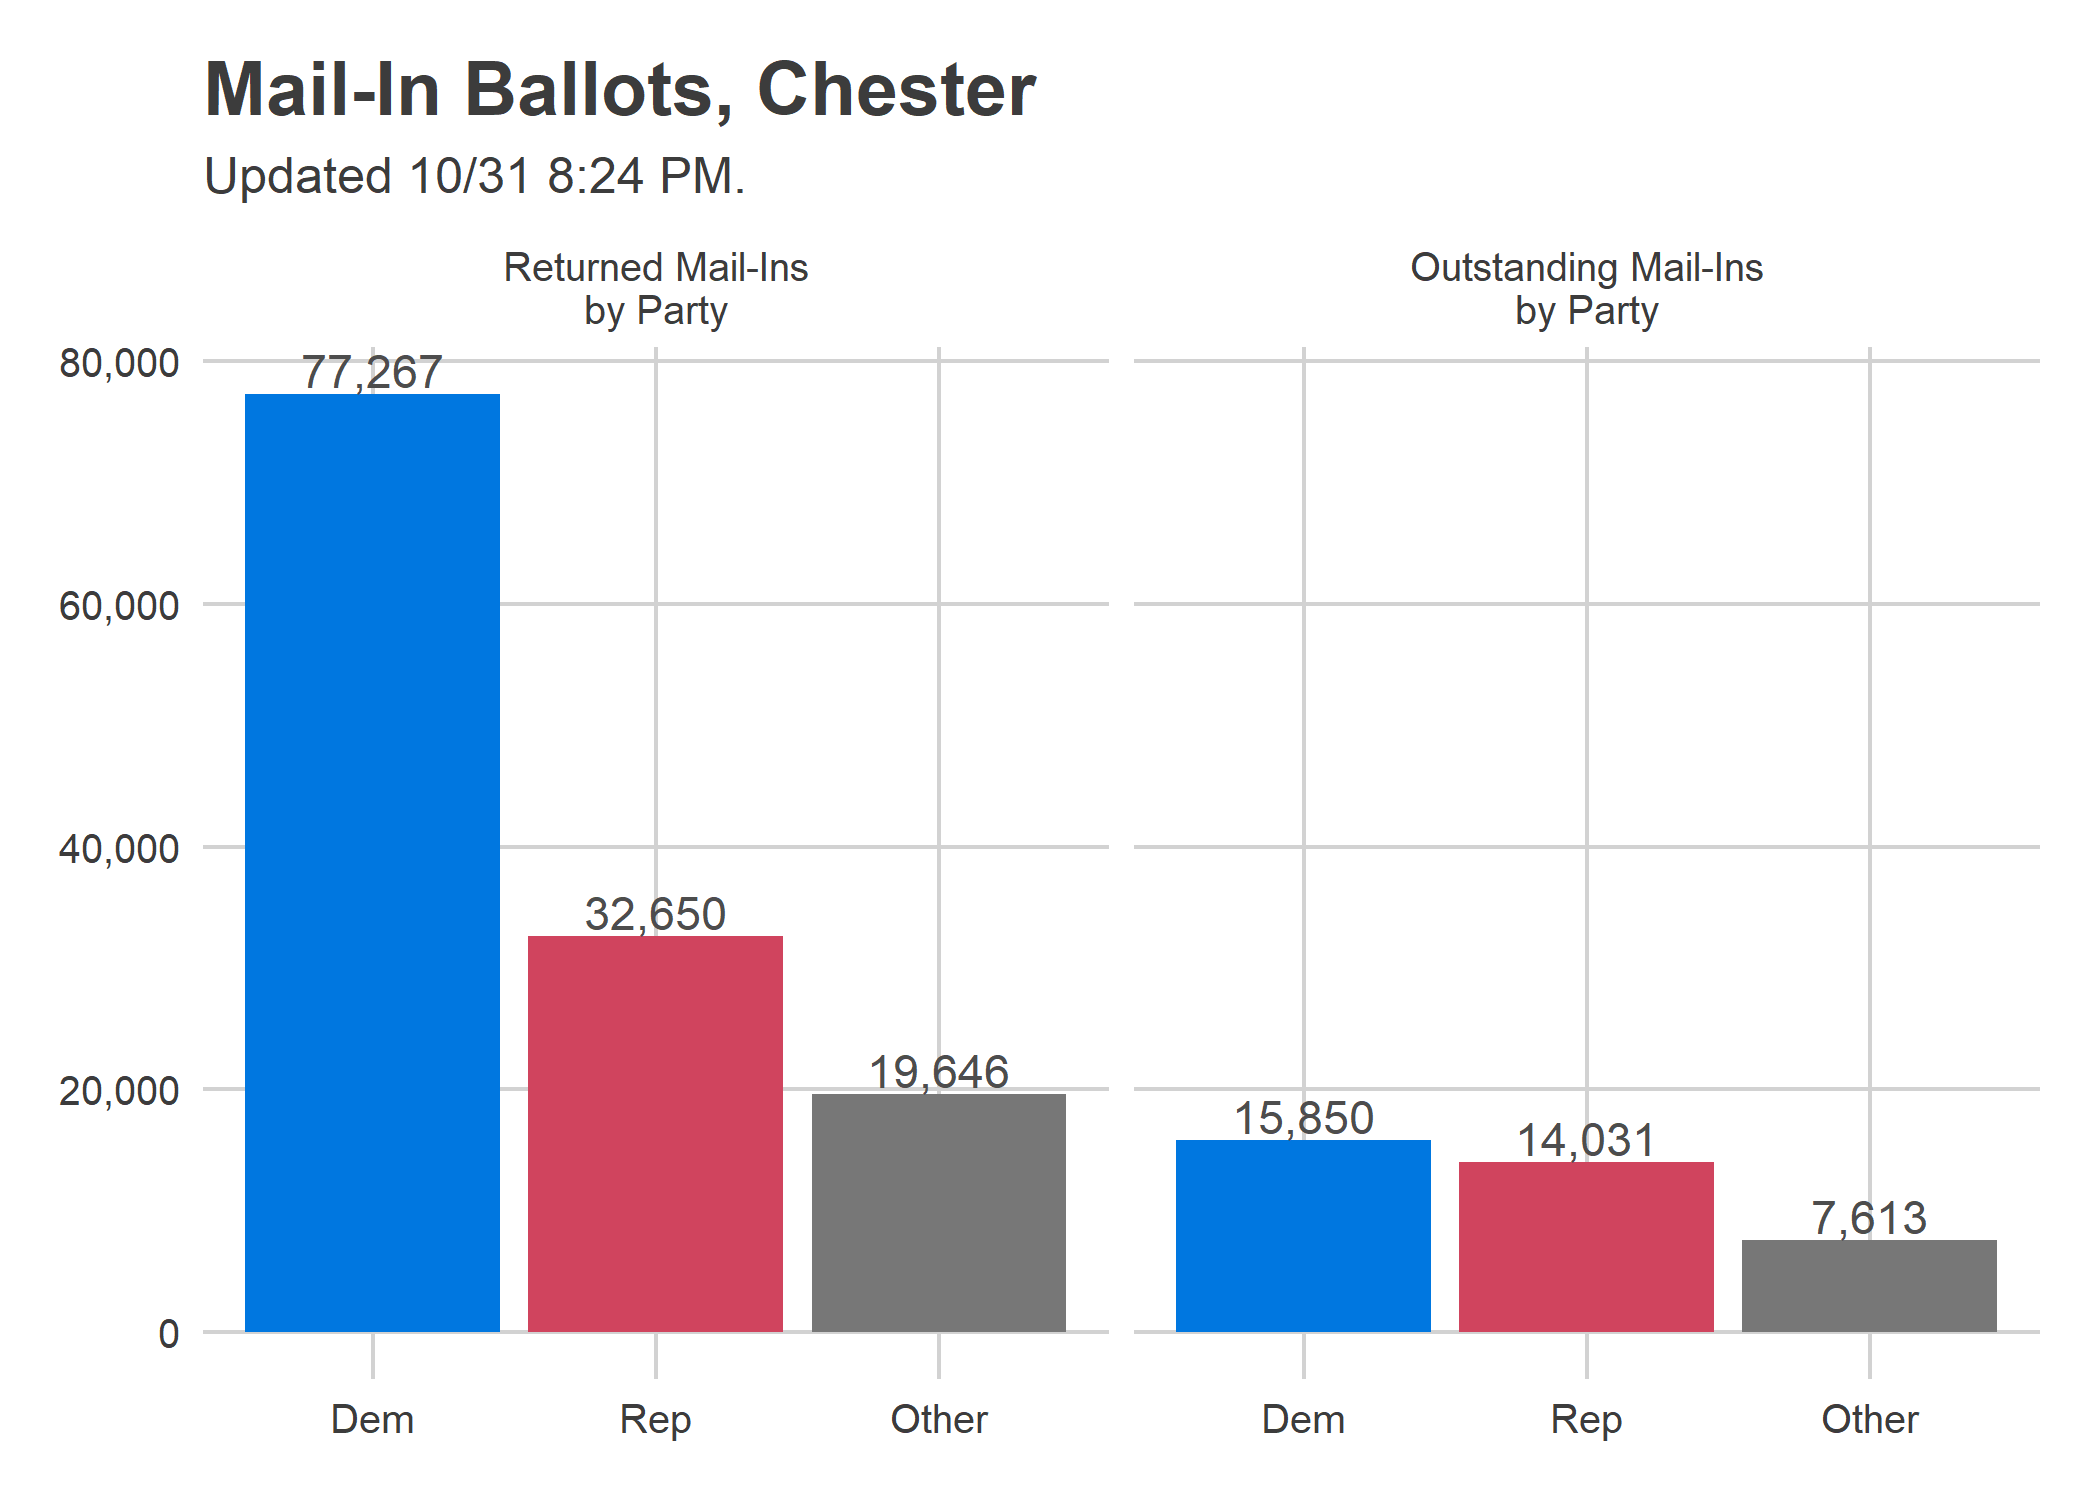 Mail-In Ballots, Chester
Updated 10/31 8:24 PM.
Returned Mail-Ins
by Party
Outstanding Mail-Ins
by Party
80,000
60,000
40,000
20,000
0
77,267
32,650
19,646
15,850
14,031
7,613
Dem
Rep
Other
Dem
Rep
Other